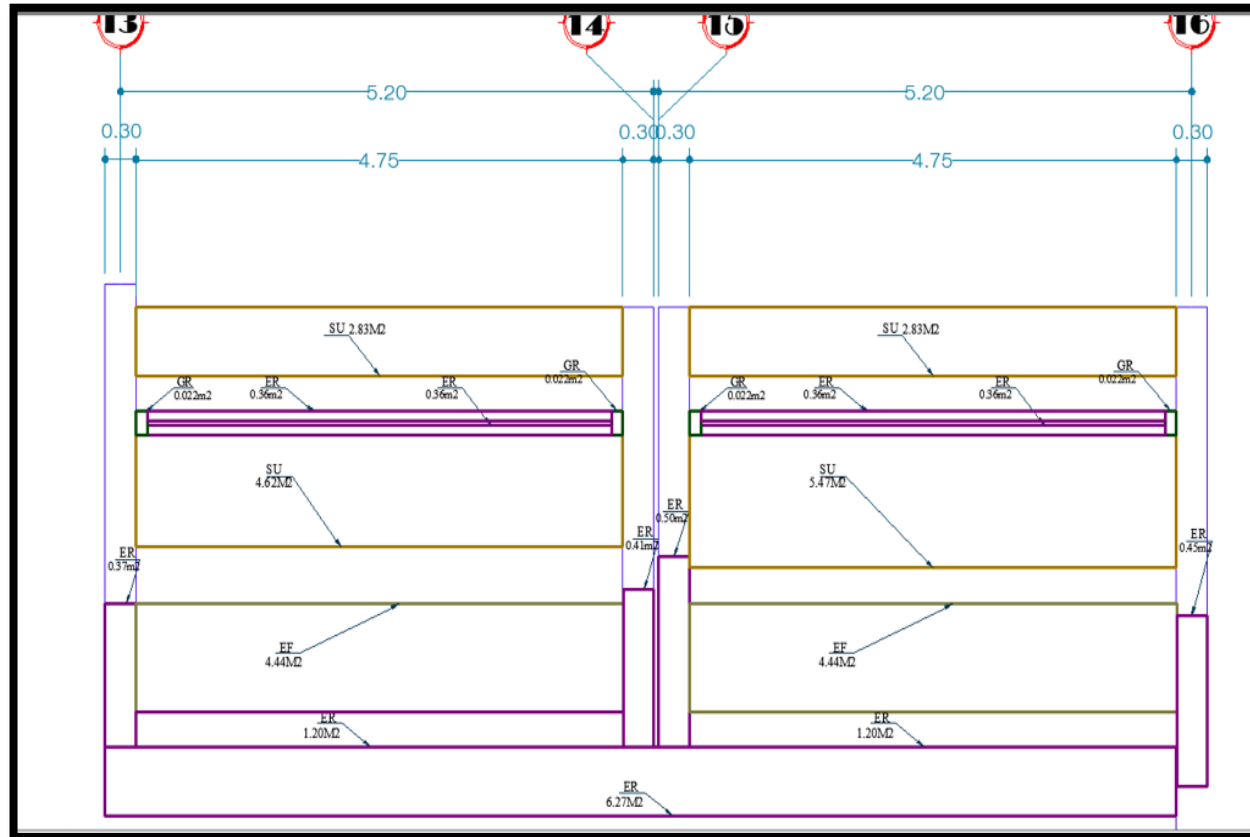 13 14 15 16
5.20 5.20
0.30 0.30 0.30 0.30
4.75 4.75
SU 2.83M2 SU 2.83M2
GR GR
0.022m2 0.022m2
GR ER ER GR ER ER
0.022m2 0.36m2 0.36m2 0.022m2 0.36m2 0.36m2
SU SU
4.62M2 5.47M2
ER
0.50m2
ER ER
0.41m2 0.45m2
ER
0.37m2
EF EF
4.44M2 4.44M2
ER ER
1.20M2 1.20M2
ER
6.27M2